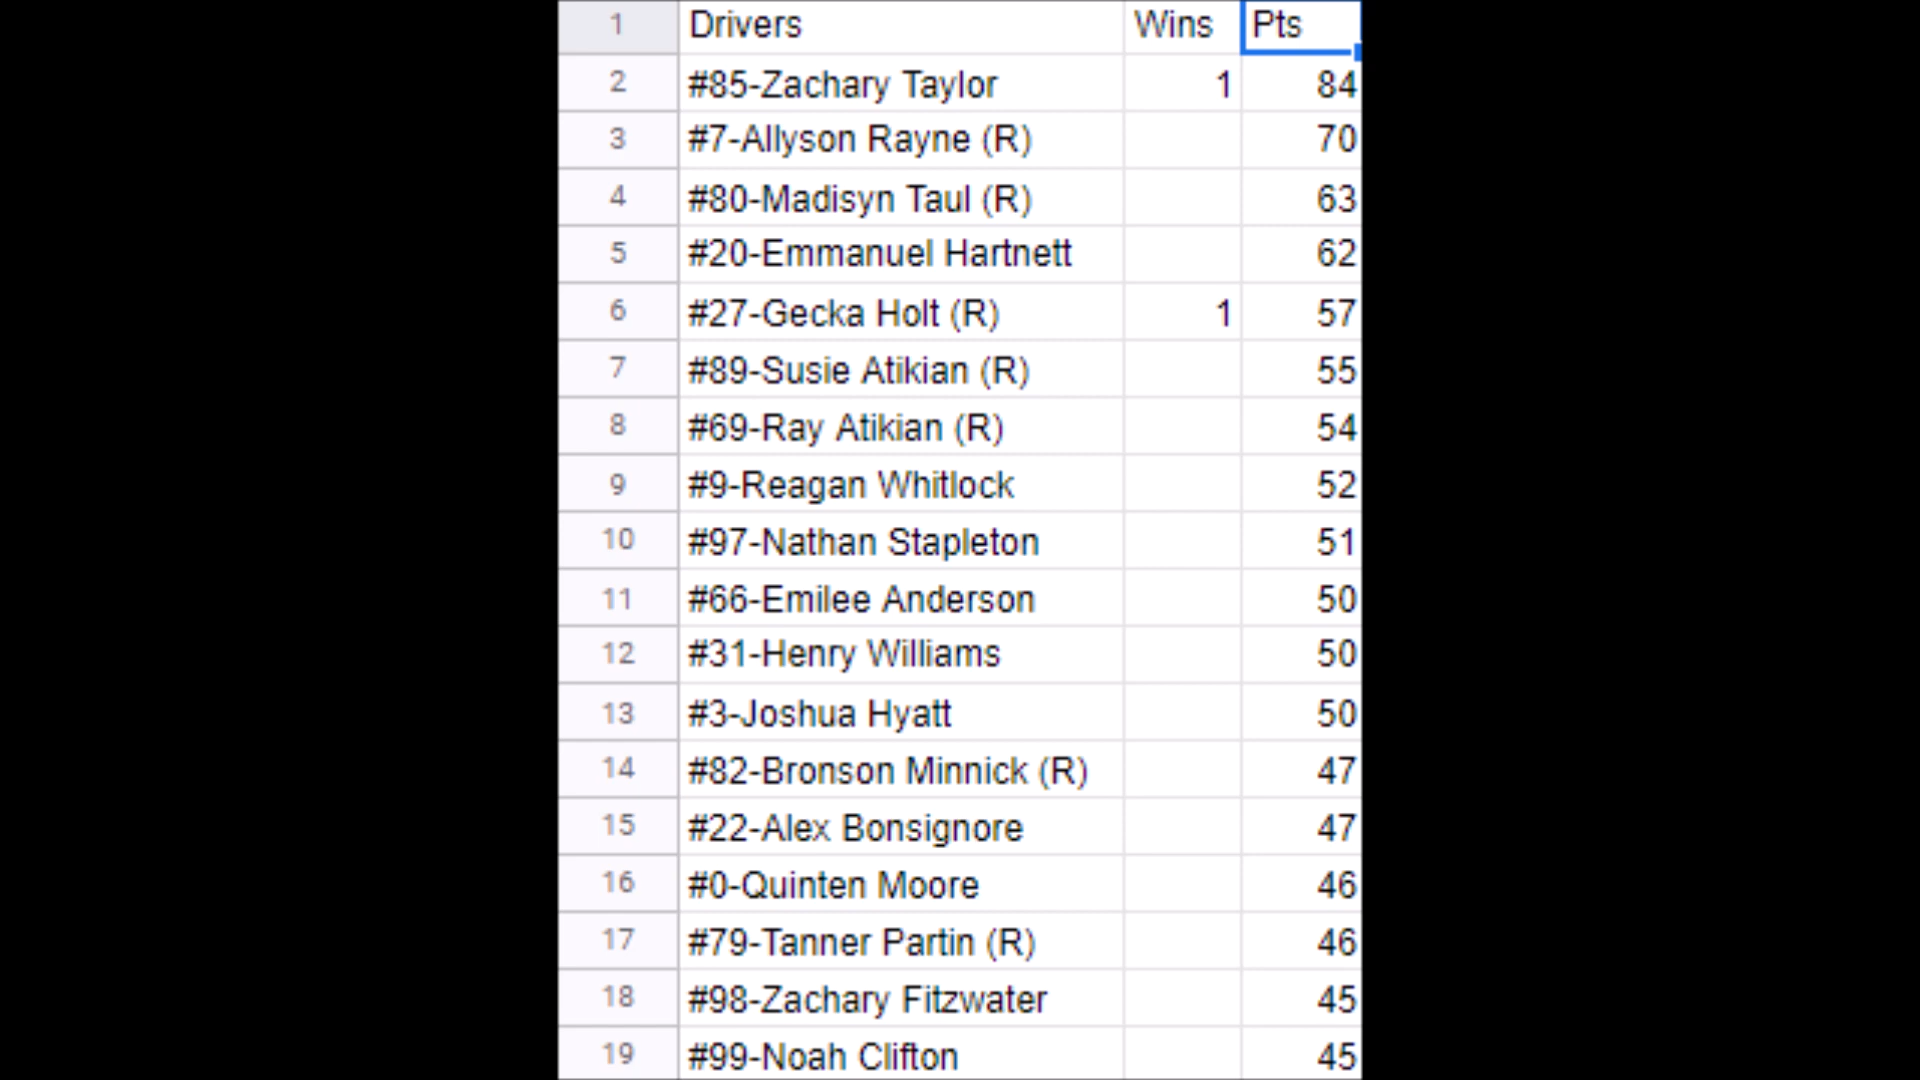 1 Drivers Wins Pts
2 #85-Zachary Taylor 1 84
3 #7-Allyson Rayne (R) 70
4 #80-Madisyn Taul (R) 63
5 #20-Emmanuel Hartnett 62
6 #27-Gecka Holt (R) 1 57
7 #89-Susie Atikian (R) 55
8 #69-Ray Atikian (R) 54
9 #9-Reagan Whitlock 52
10 #97-Nathan Stapleton 51
11 #66-Emilee Anderson 50
12 #31-Henry Williams 50
13 #3-Joshua Hyatt 50
14 #82-Bronson Minnick (R) 47
15 #22-Alex Bonsignore 47
16 #0-Quinten Moore 46
17 #79-Tanner Partin (R) 46
18 #98-Zachary Fitzwater 45
19 #99-Noah Clifton 45